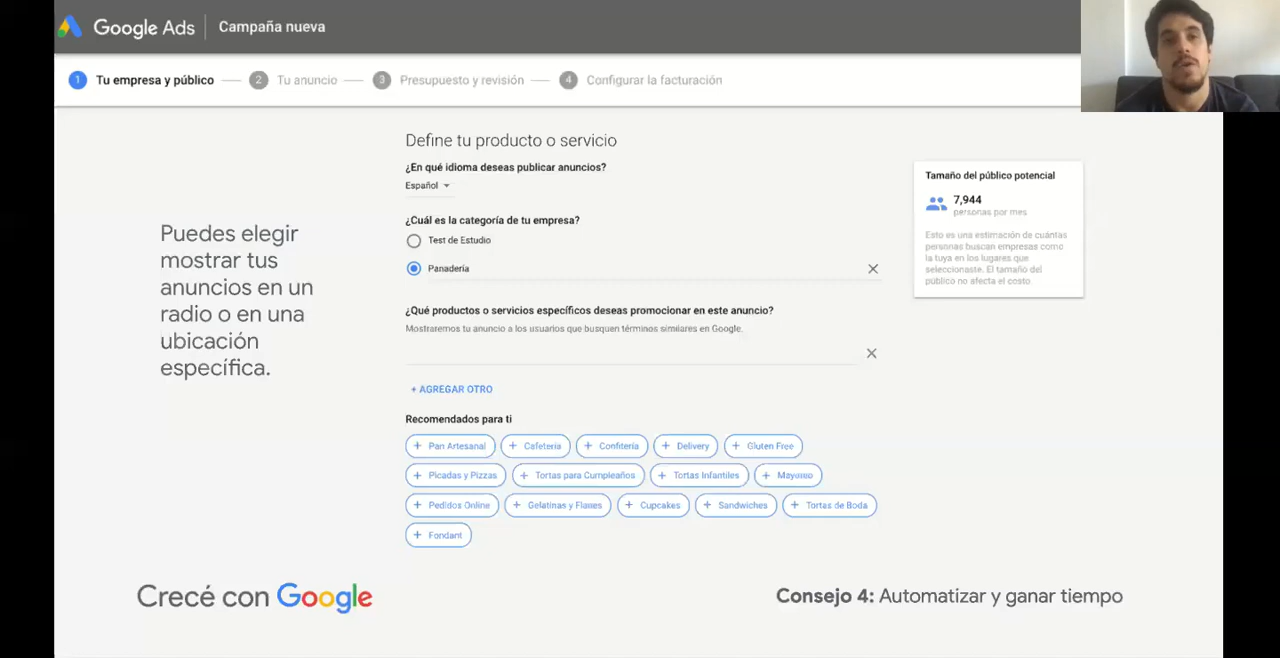 Google Ads
Campaña nueva
1 Tu empresa y público
2 Tu anuncio
3 Presupuesto y revisión
4 Configurar la facturación
Define tu producto o servicio
¿En qué idioma deseas publicar anuncios?
Español
¿Cuál es la categoría de tu empresa?
Test de Estudio
Panadería
¿Qué productos o servicios específicos deseas promocionar en este anuncio?
Mostraremos tu anuncio a los usuarios que busquen términos similares en Google.
+ AGREGAR OTRO
Recomendados para ti
+ Pan Artesanal
+ Cafetería
+ Confitería
+ Delivery
+ Gluten Free
+ Picadas y Pizzas
+ Tortas para Cumpleaños
+ Tortas Infantiles
+ Mayorreo
+ Pedidos Online
+ Gelatinas y Flanes
+ Cupcakes
+ Sandwiches
+ Tortas de Boda
+ Fondant
Tamaño del público potencial
7,944
personas por mes
Esto es una estimación de cuántas
personas buscan empresas como
la tuya en los lugares que
seleccionaste. El tamaño del
público no afecta el costo
Puedes elegir
mostrar tus
anuncios en un
radio o en una
ubicación
específica.
Crecé con Google
Consejo 4: Automatizar y ganar tiempo